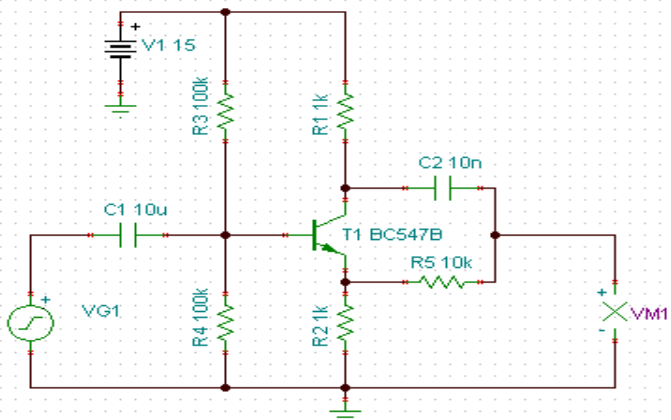 +
V1 15
R3 100k
R1 1k
C2 10n
C1 10u
T1 BC547B
R5 10k
+
VG1
R4 100k
R2 1k
+
VM1
-